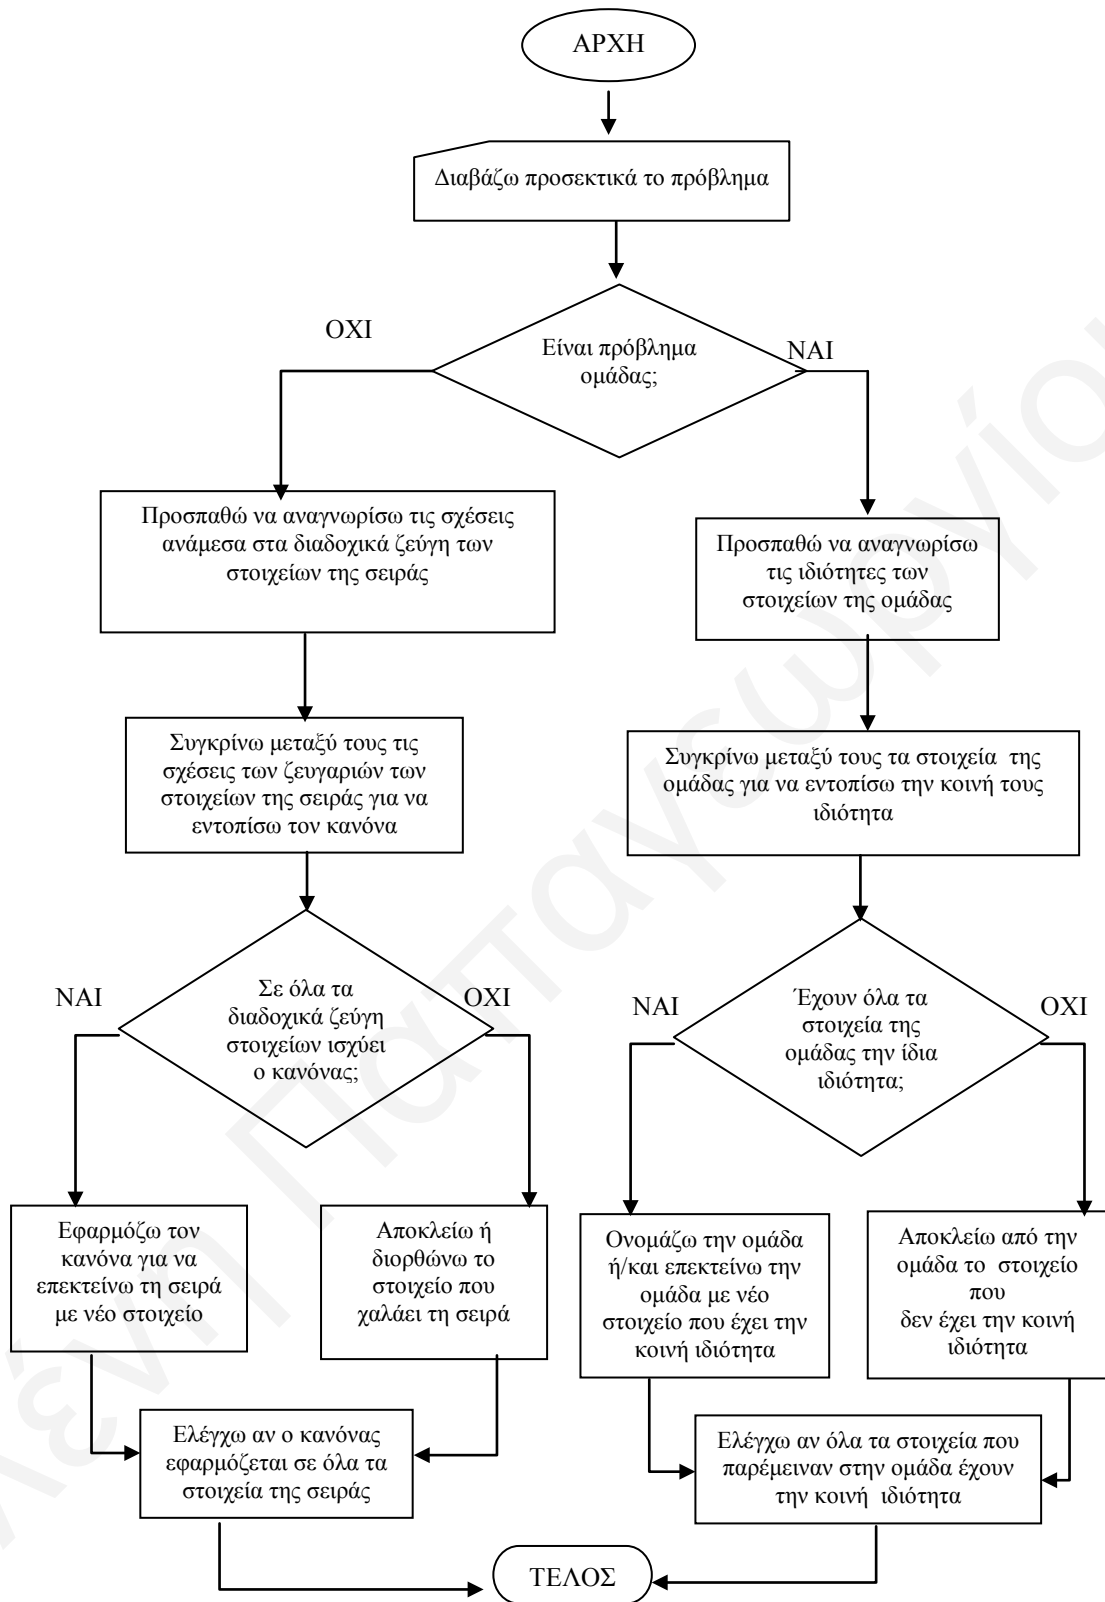 ΑΡΧΗ
Διαβάζω προσεκτικά το πρόβλημα
Είναι πρόβλημα
ομάδας;
ΟΧΙ
ΝΑΙ
Προσπαθώ να αναγνωρίσω τις σχέσεις
ανάμεσα στα διαδοχικά ζεύγη των
στοιχείων της σειράς
Συγκρίνω μεταξύ τους τις
σχέσεις των ζευγαριών των
στοιχείων της σειράς για να
εντοπίσω τον κανόνα
ΝΑΙ
Σε όλα τα
διαδοχικά ζεύγη
στοιχείων ισχύει
ο κανόνας;
ΟΧΙ
Εφαρμόζω τον
κανόνα για να
επεκτείνω τη σειρά
με νέο στοιχείο
Αποκλείω ή
διορθώνω το
στοιχείο που
χαλάει τη σειρά
Ελέγχω αν ο κανόνας
εφαρμόζεται σε όλα τα
στοιχεία της σειράς
Προσπαθώ να αναγνωρίσω
τις ιδιότητες των
στοιχείων της ομάδας
Συγκρίνω μεταξύ τους τα στοιχεία της
ομάδας για να εντοπίσω την κοινή τους
ιδιότητα
ΝΑΙ
Έχουν όλα τα
στοιχεία της
ομάδας την ίδια
ιδιότητα;
ΟΧΙ
Ονομάζω την ομάδα
ή/και επεκτείνω την
ομάδα με νέο
στοιχείο που έχει την
κοινή ιδιότητα
Αποκλείω από την
ομάδα το στοιχείο
που
δεν έχει την κοινή
ιδιότητα
Ελέγχω αν όλα τα στοιχεία που
παρέμειναν στην ομάδα έχουν
την κοινή ιδιότητα
ΤΕΛΟΣ
λένη Παπαγεωργίου